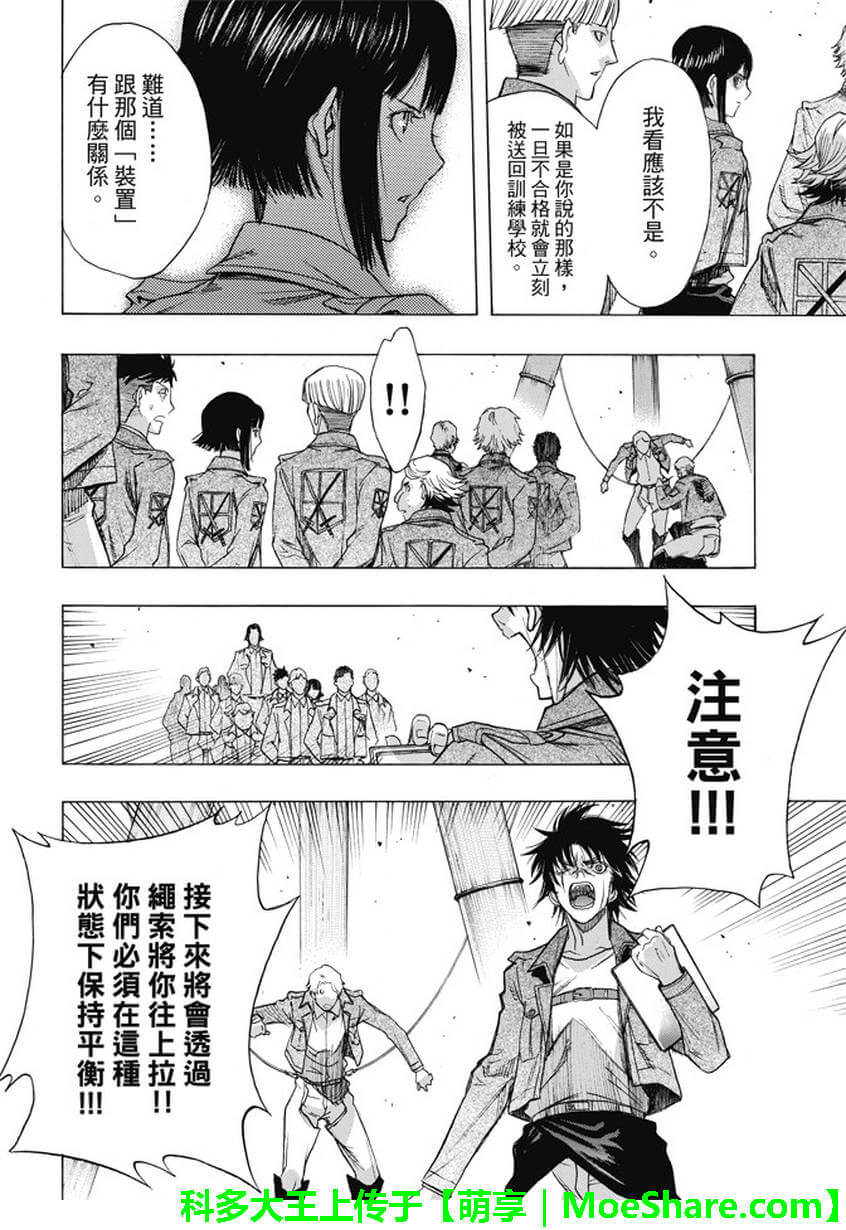 我看應該不是。
如果是你說的那樣，
一旦不合格就會立刻
被送回訓練學校。
難道……
跟那個「裝置」
有什麼關係。
!!
注意!!!
接下來將會透過
繩索將你往上拉!!
你們必須在這種
狀態下保持平衡!!!
科多大王上传于【萌享｜MoeShare.com】